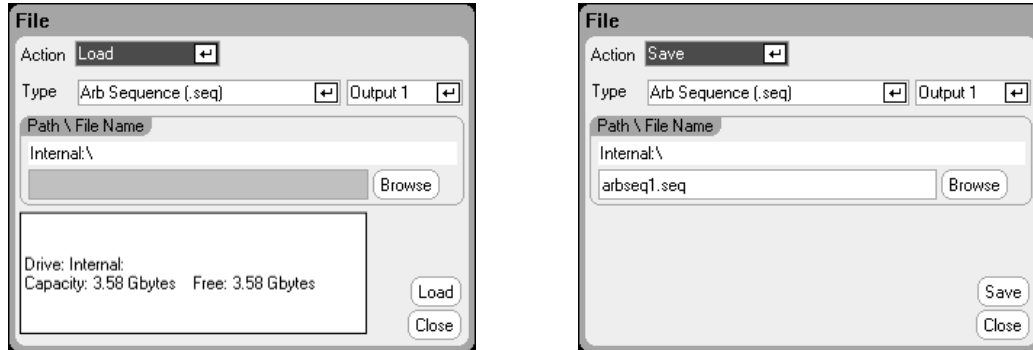 File
Action Load
Type Arb Sequence (.seq) Output 1
Path \ File Name
Internal:\
Browse
Drive: Internal:
Capacity: 3.58 Gbytes Free: 3.58 Gbytes
Load
Close
File
Action Save
Type Arb Sequence (.seq) Output 1
Path \ File Name
Internal:\
arbseq1.seq Browse
Save
Close